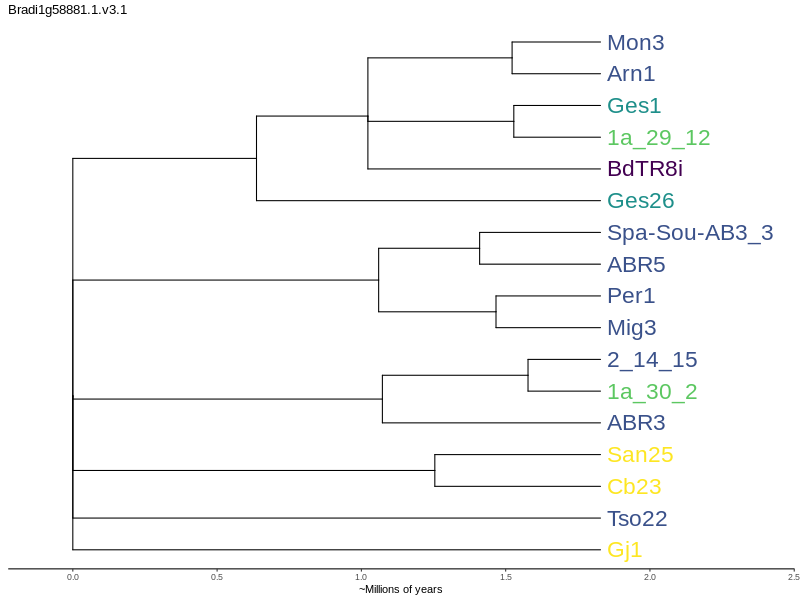 Bradi1g58881.1.v3.1
Mon3
Arn1
Ges1
1a_29_12
BdTR8i
Ges26
Spa-Sou-AB3_3
ABR5
Per1
Mig3
2_14_15
1a_30_2
ABR3
San25
Cb23
Tso22
Gj1
0.0 0.5 1.0 1.5 2.0 2.5
~Millions of years